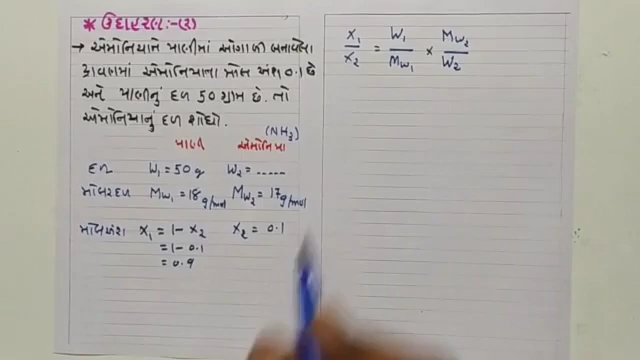 * ઉદાહરણ:-(૨)
→ એમોનિયાને પાણીમાં ઓગાળી બનાવેલા
દ્રાવણમાં એમોનિયાના મોલ અંશ 0.1 છે
અને પાણીનું દળ 50 ગ્રામ છે. તો
એમોનિયાનું દળ શોધો.
(NH₃)
પાણી એમોનિયા
દળ W₁ = 50 g W₂ = -----
મોલરદળ Mw₁ = 18 g/mol Mw₂ = 17 g/mol
મોલઅંશ x₁ = 1 - x₂ x₂ = 0.1
= 1 - 0.1
= 0.9
x₁/x₂ = W₁/Mw₁ × Mw₂/W₂